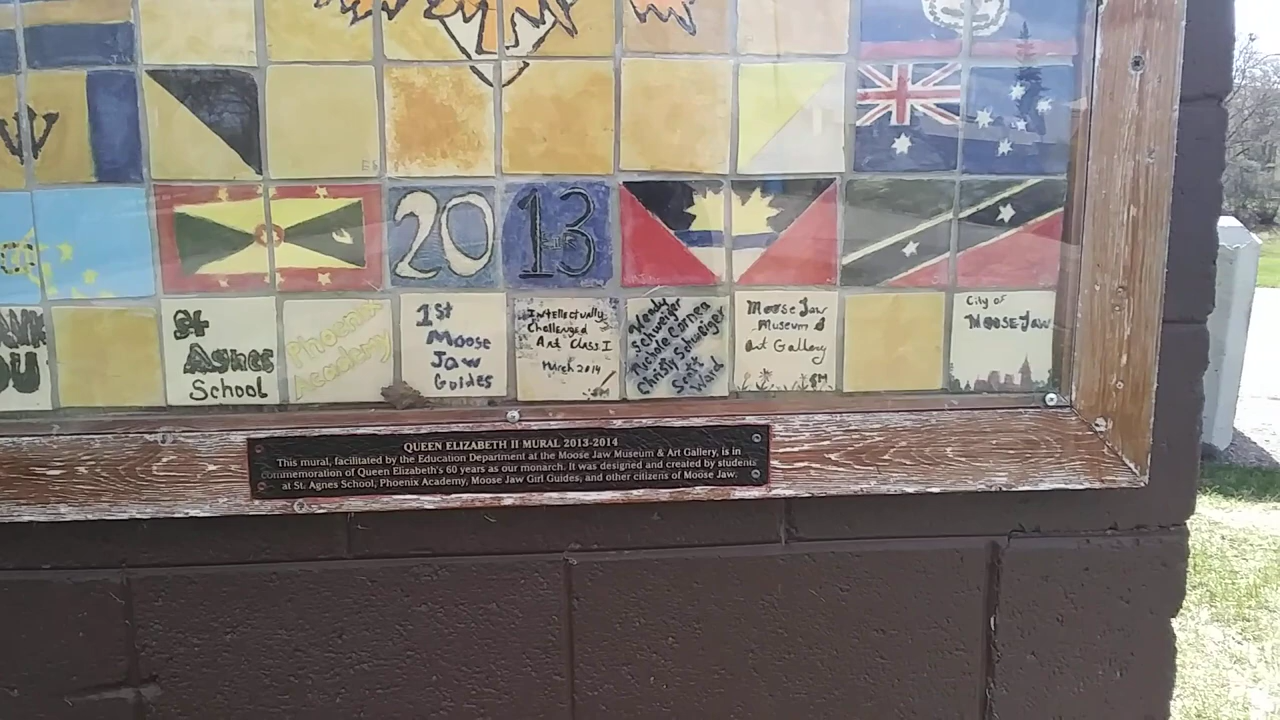 20
13
St
Agnes
School
Phoenix
Academy
1st
Moose
Jaw
Guides
Intellectually
Challenged
Art Class I
March 2014
Wendy
Schweiger
Nichole Cornea
Christy Schweiger
Scott
Ward
Moose Jaw
Museum &
Art Gallery
City of
Moose Jaw
QUEEN ELIZABETH II MURAL 2013-2014
This mural, facilitated by the Education Department at the Moose Jaw Museum & Art Gallery, is in
commemoration of Queen Elizabeth's 60 years as our monarch. It was designed and created by students
at St. Agnes School, Phoenix Academy, Moose Jaw Girl Guides, and other citizens of Moose Jaw.